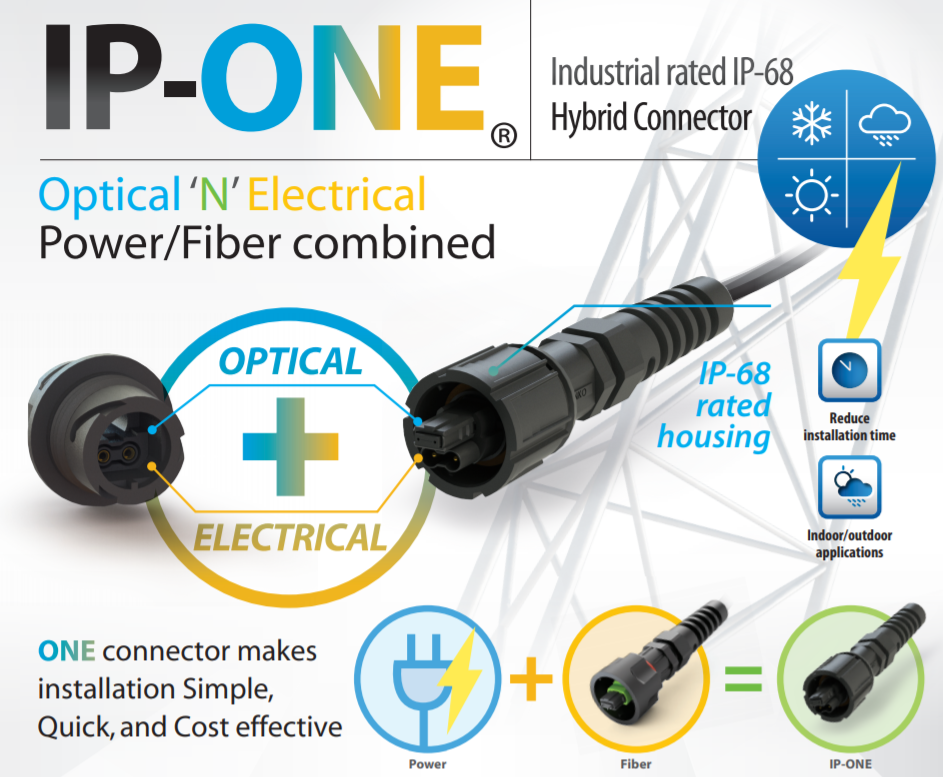 IP-ONE®
Industrial rated IP-68
Hybrid Connector
Optical 'N' Electrical
Power/Fiber combined
OPTICAL
ELECTRICAL
IP-68
rated
housing
Reduce
installation time
Indoor/outdoor
applications
ONE connector makes
installation Simple,
Quick, and Cost effective
Power
Fiber
IP-ONE